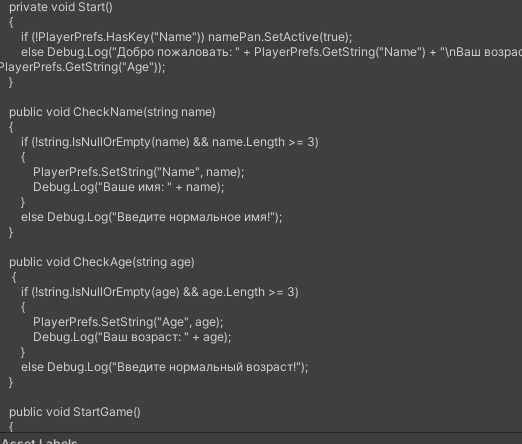 private void Start()
{
if (!PlayerPrefs.HasKey("Name")) namePan.SetActive(true);
else Debug.Log("Добро пожаловать: " + PlayerPrefs.GetString("Name") + "\nВаш возрас
PlayerPrefs.GetString("Age"));
}

public void CheckName(string name)
{
if (!string.IsNullOrEmpty(name) && name.Length >= 3)
{
PlayerPrefs.SetString("Name", name);
Debug.Log("Ваше имя: " + name);
}
else Debug.Log("Введите нормальное имя!");
}

public void CheckAge(string age)
{
if (!string.IsNullOrEmpty(age) && age.Length >= 3)
{
PlayerPrefs.SetString("Age", age);
Debug.Log("Ваш возраст: " + age);
}
else Debug.Log("Введите нормальный возраст!");
}

public void StartGame()
{
Asset Labels